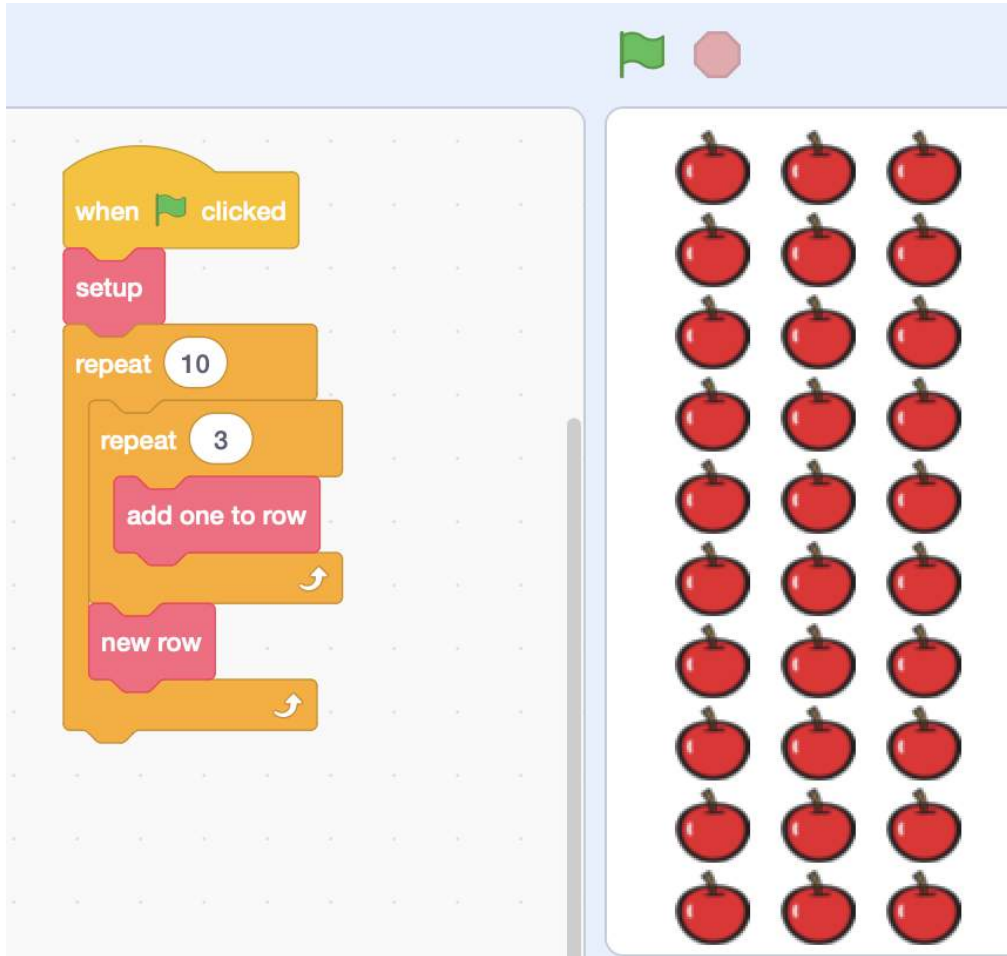 when clicked
setup
repeat 10
repeat 3
add one to row
new row